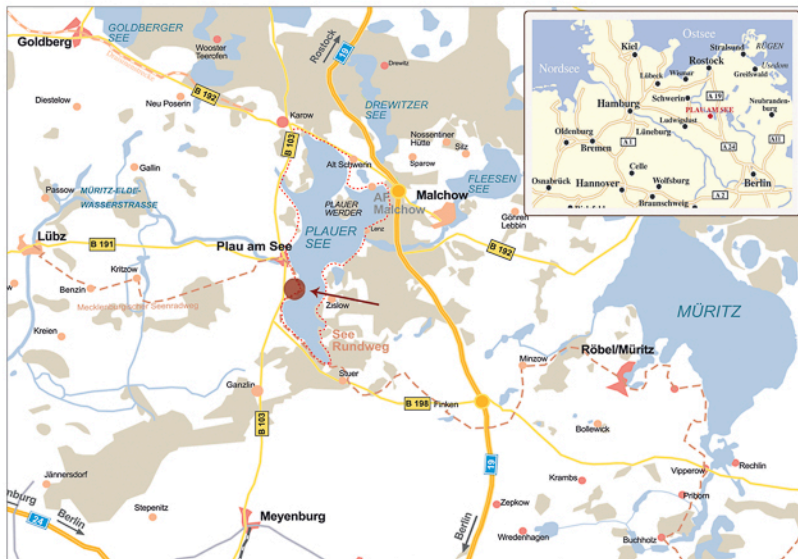 GOLDBERGER
SEE
Goldberg
Wooster
Teerofen
Rostock
19
Drewitz
Diestelow
Neu Poserin
B 192
Karow
DREWITZER
SEE
B 103
Nossentiner
Hütte
Silz
Sparow
Alt Schwerin
FLEESEN
SEE
Gallin
Passow
MÜRITZ-ELDE-
WASSERSTRASSE
PLAUER
WERDER
AF
Malchow
Malchow
PLAUER
SEE
Lenz
Göhren
Lebbin
Lübz
B 191
Plau am See
B 192
Kritzow
Benzin
Mecklenburgischer Seenradweg
Zislow
MÜRITZ
Kreien
See
Rundweg
Röbel/Müritz
Minzow
Stuer
Ganzlin
B 198
Finken
B 103
Bollewick
Jännersdorf
Vipperow
Rechlin
Krambs
Priborn
Stepenitz
Zepkow
Meyenburg
19
mburg
24
Berlin
Berlin
Wredenhagen
Buchholz
Ostsee
Nordsee
Kiel
Stralsund
RÜGEN
Rostock
Usedom
Lübeck
Wismar
Greifswald
Schwerin
A 19
Hamburg
PLAU AM SEE
Neubranden-
burg
Ludwigslust
Oldenburg
Lüneburg
A 1
A 24
A11
Bremen
Celle
Wolfsburg
Berlin
Osnabrück
Hannover
Braunschweig
A 2